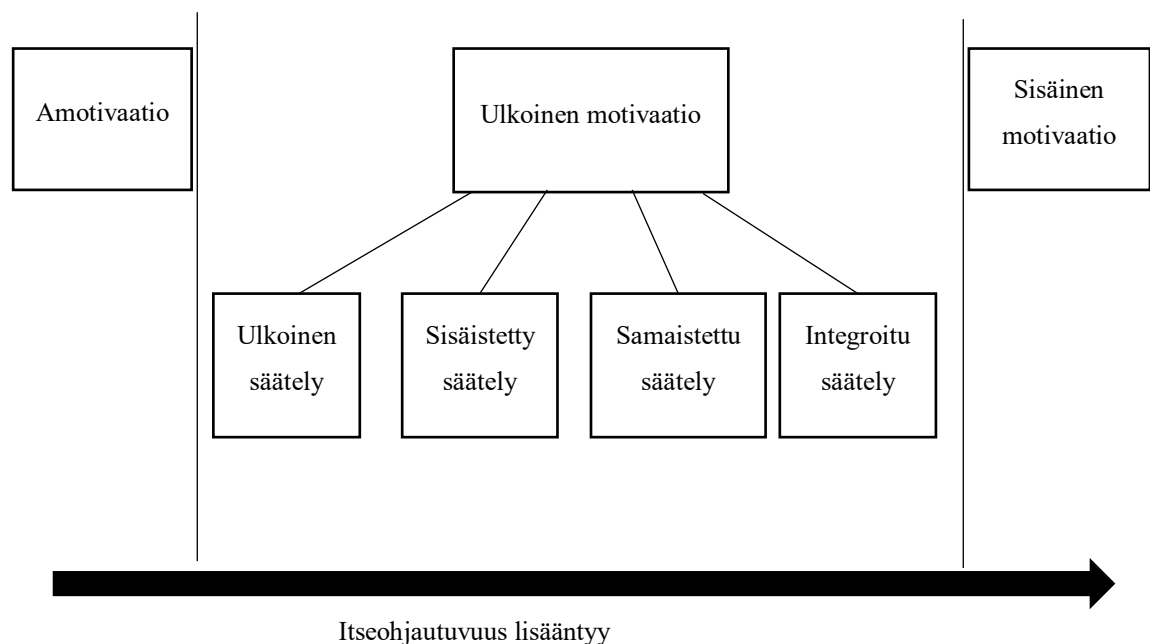 Amotivaatio
Ulkoinen motivaatio
Sisäinen
motivaatio
Ulkoinen
säätely
Sisäistetty
säätely
Samaistettu
säätely
Integroitu
säätely
Itseohjautuvuus lisääntyy